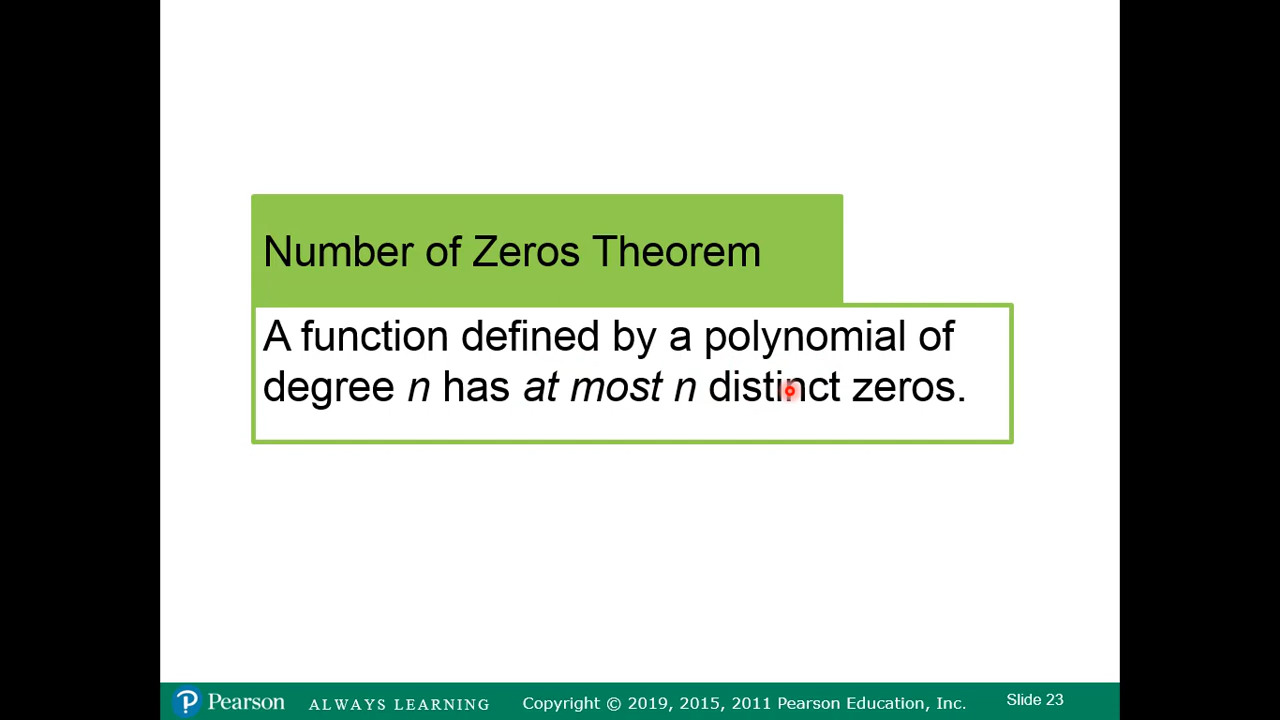 Number of Zeros Theorem
A function defined by a polynomial of
degree n has at most n distinct zeros.
Pearson ALWAYS LEARNING Copyright © 2019, 2015, 2011 Pearson Education, Inc. Slide 23